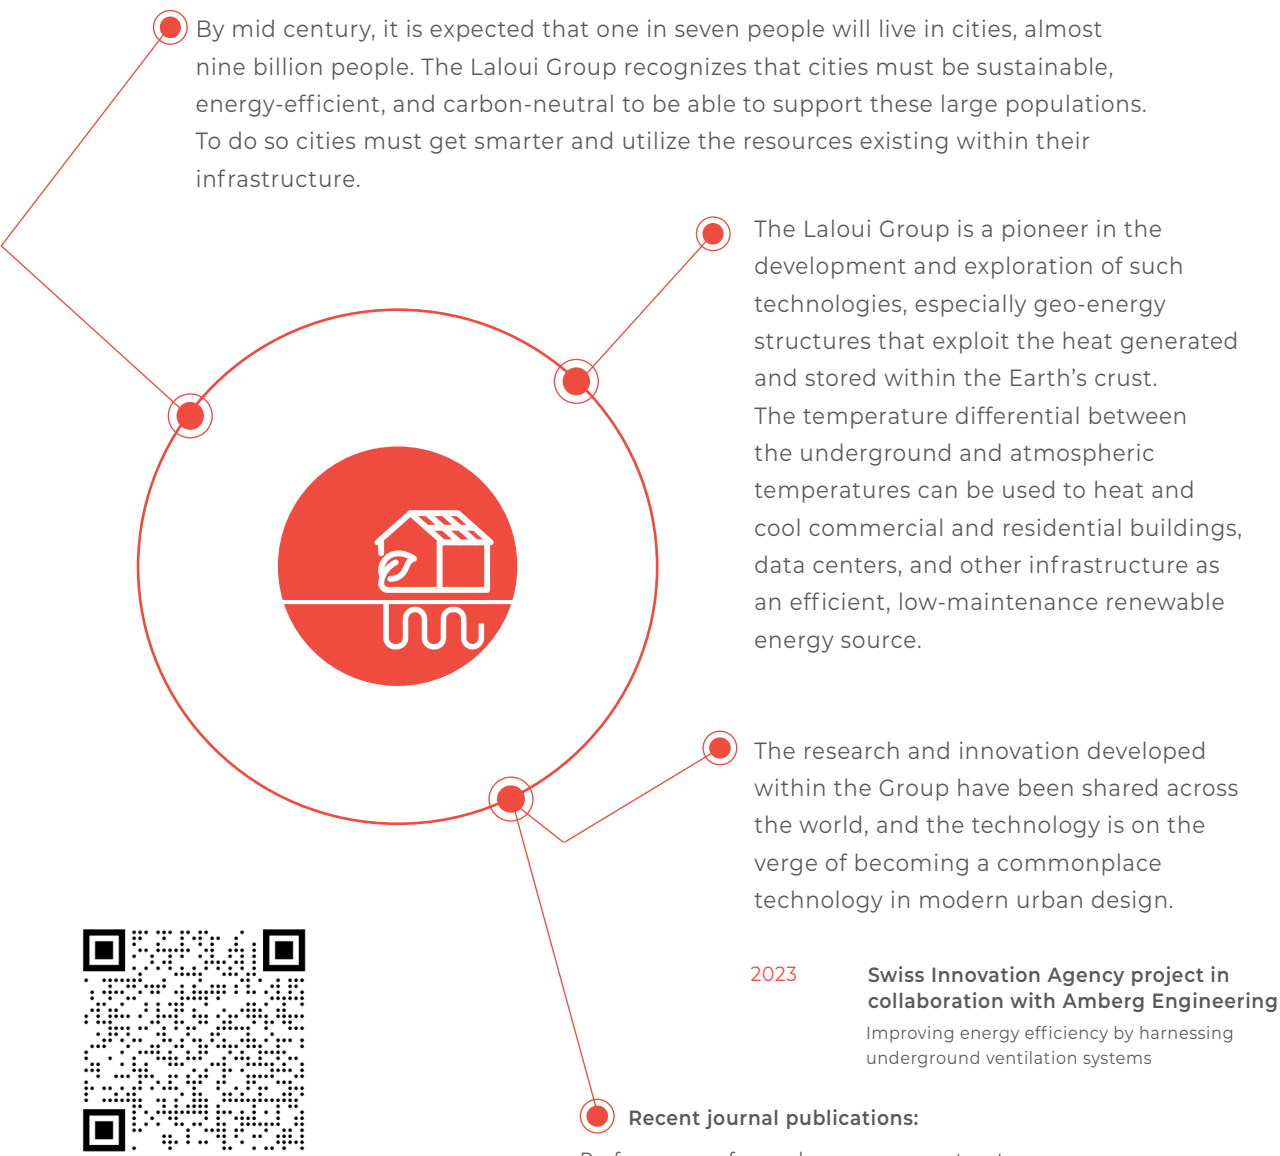 By mid century, it is expected that one in seven people will live in cities, almost
nine billion people. The Laloui Group recognizes that cities must be sustainable,
energy-efficient, and carbon-neutral to be able to support these large populations.
To do so cities must get smarter and utilize the resources existing within their
infrastructure.
The Laloui Group is a pioneer in the
development and exploration of such
technologies, especially geo-energy
structures that exploit the heat generated
and stored within the Earth’s crust.
The temperature differential between
the underground and atmospheric
temperatures can be used to heat and
cool commercial and residential buildings,
data centers, and other infrastructure as
an efficient, low-maintenance renewable
energy source.
The research and innovation developed
within the Group have been shared across
the world, and the technology is on the
verge of becoming a commonplace
technology in modern urban design.
2023
Swiss Innovation Agency project in
collaboration with Amberg Engineering
Improving energy efficiency by harnessing
underground ventilation systems
Recent journal publications: